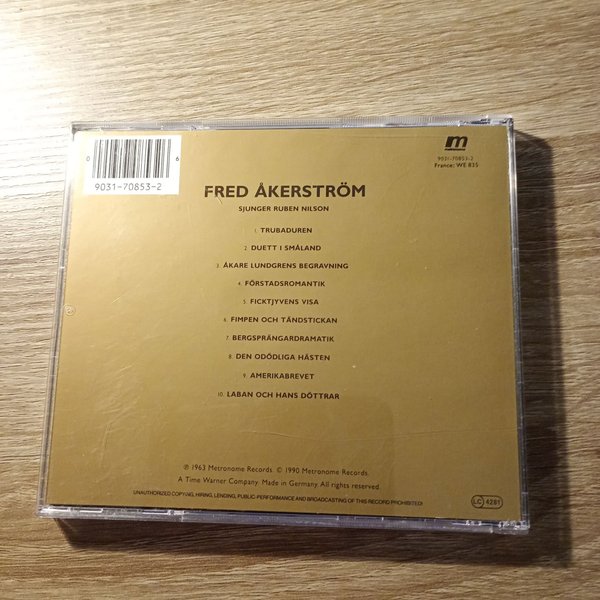 m
9031-70853-2
France: WE 835
0 6
9031-70853-2
FRED ÅKERSTRÖM
SJUNGER RUBEN NILSON
1. TRUBADUREN
2. DUETT I SMÅLAND
3. ÅKARE LUNDGRENS BEGRAVNING
4. FÖRSTADSROMANTIK
5. FICKTJYVENS VISA
6. FIMPEN OCH TÄNDSTICKAN
7. BERGSPRÄNGARDRAMATIK
8. DEN ODÖDLIGA HÄSTEN
9. AMERIKABREVET
10. LABAN OCH HANS DÖTTRAR
℗ 1963 Metronome Records. © 1990 Metronome Records.
A Time Warner Company. Made in Germany. All rights reserved.
UNAUTHORIZED COPYING, HIRING, LENDING, PUBLIC-PERFORMANCE AND BROADCASTING OF THIS RECORD PROHIBITED!
LC 4281